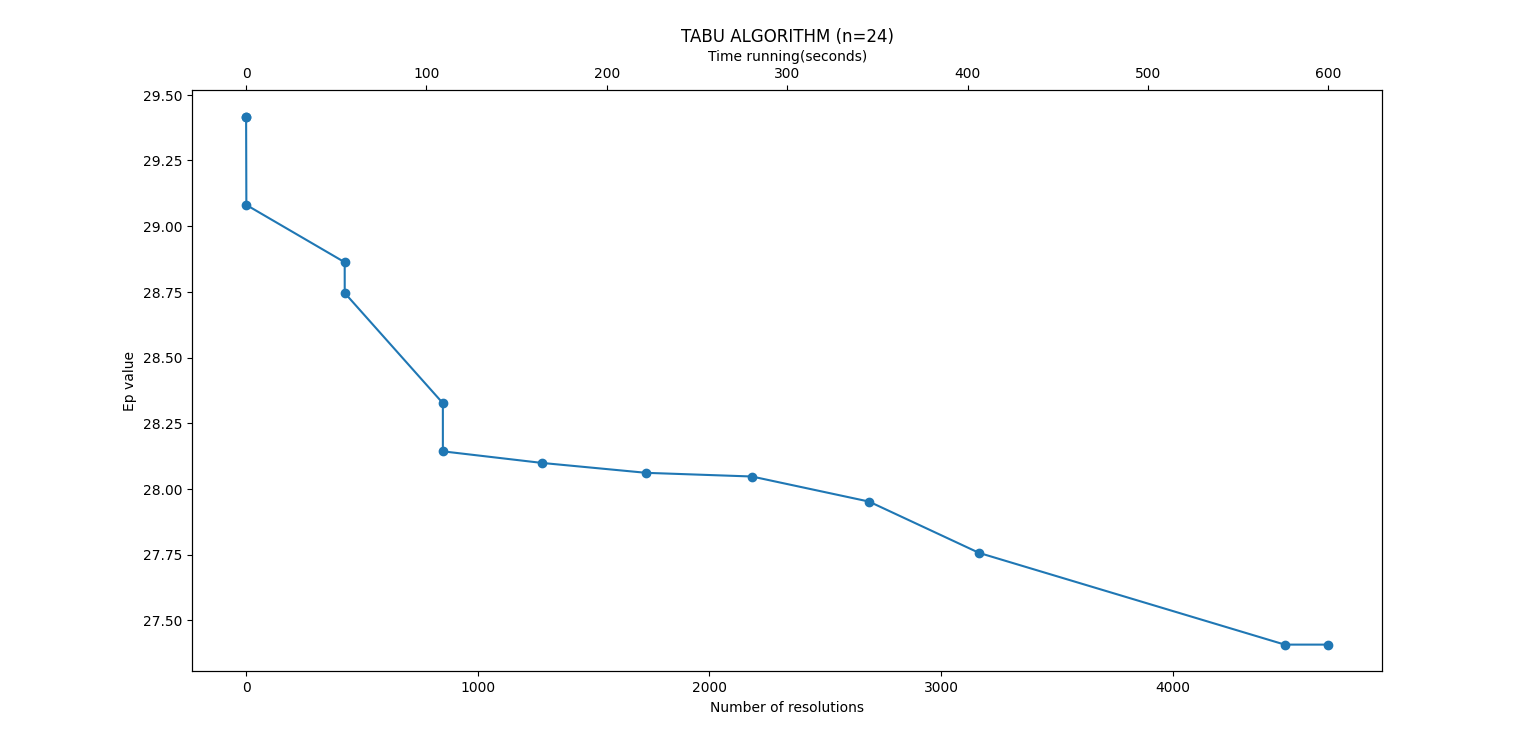 TABU ALGORITHM (n=24)
Time running(seconds)
0 100 200 300 400 500 600
29.50
29.25
29.00
28.75
28.50
28.25
28.00
27.75
27.50
Ep value
0 1000 2000 3000 4000
Number of resolutions